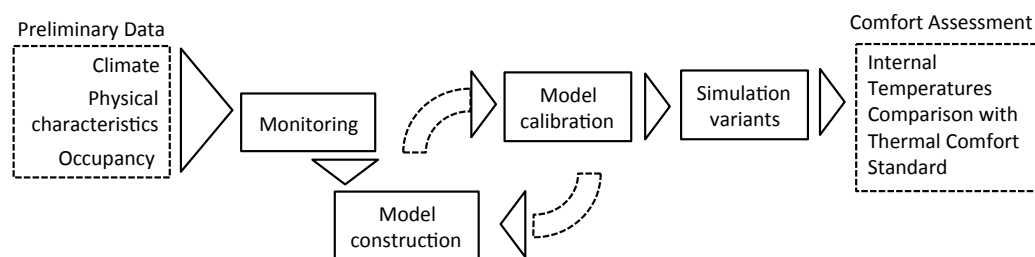 Preliminary Data
Climate
Physical
characteristics
Occupancy
Monitoring
Model
construction
Model
calibration
Simulation
variants
Comfort Assessment
Internal
Temperatures
Comparison with
Thermal Comfort
Standard